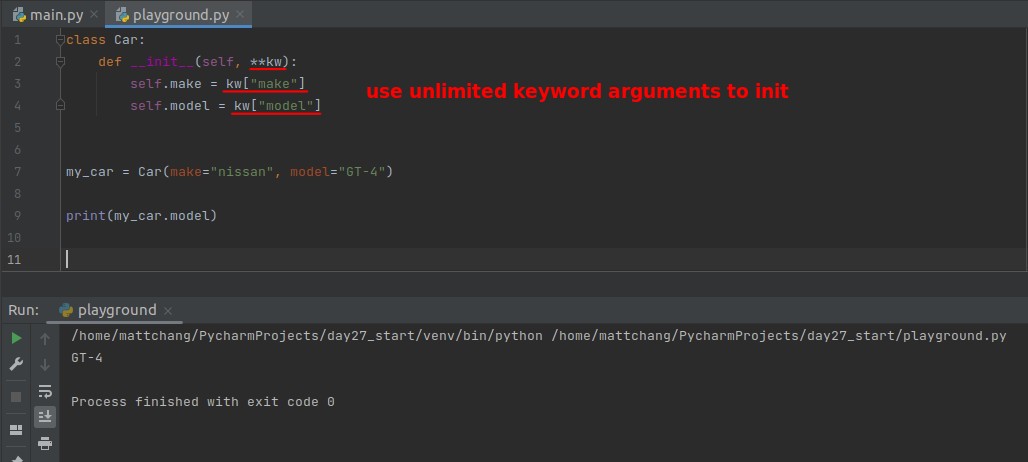 main.py
playground.py
1 class Car:
2     def __init__(self, **kw):
3         self.make = kw["make"]
use unlimited keyword arguments to init
4         self.model = kw["model"]
5
6
7 my_car = Car(make="nissan", model="GT-4")
8
9 print(my_car.model)
10
11
Run: playground
/home/mattchang/PycharmProjects/day27_start/venv/bin/python /home/mattchang/PycharmProjects/day27_start/playground.py
GT-4
Process finished with exit code 0